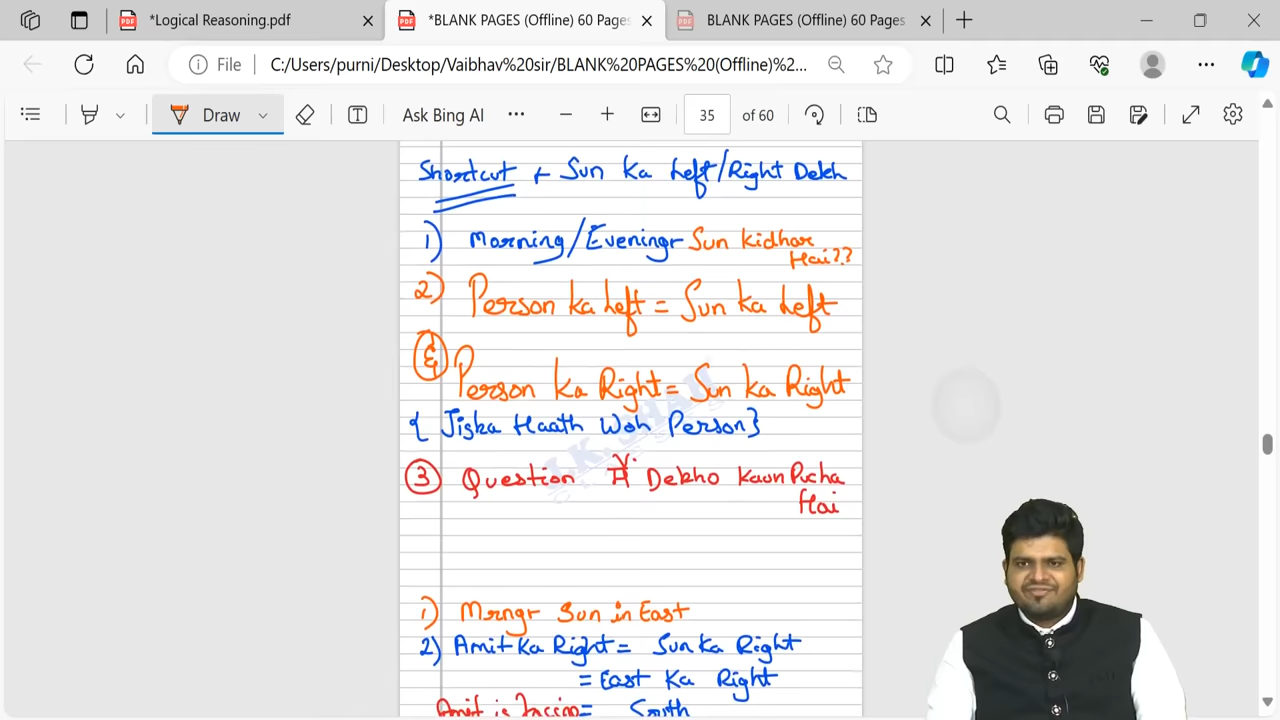 *Logical Reasoning.pdf
*BLANK PAGES (Offline) 60 Pages
BLANK PAGES (Offline) 60 Pages
File
C:/Users/purni/Desktop/Vaibhav%20sir/BLANK%20PAGES%20(Offline)%2...
Draw
Ask Bing AI
35
of 60
Shortcut + Sun Ka Left/Right Dekh
1) Morning/Evening Sun Kidhar
Hai??
2) Person Ka Left = Sun Ka Left
&
Person Ka Right = Sun Ka Right
{ Jiska Haath Woh Person}
3 Question में Dekho Kaun Pucha
Hai
1) Mrng Sun in East
2) Amit Ka Right = Sun Ka Right
= East Ka Right
Amit is facing = South